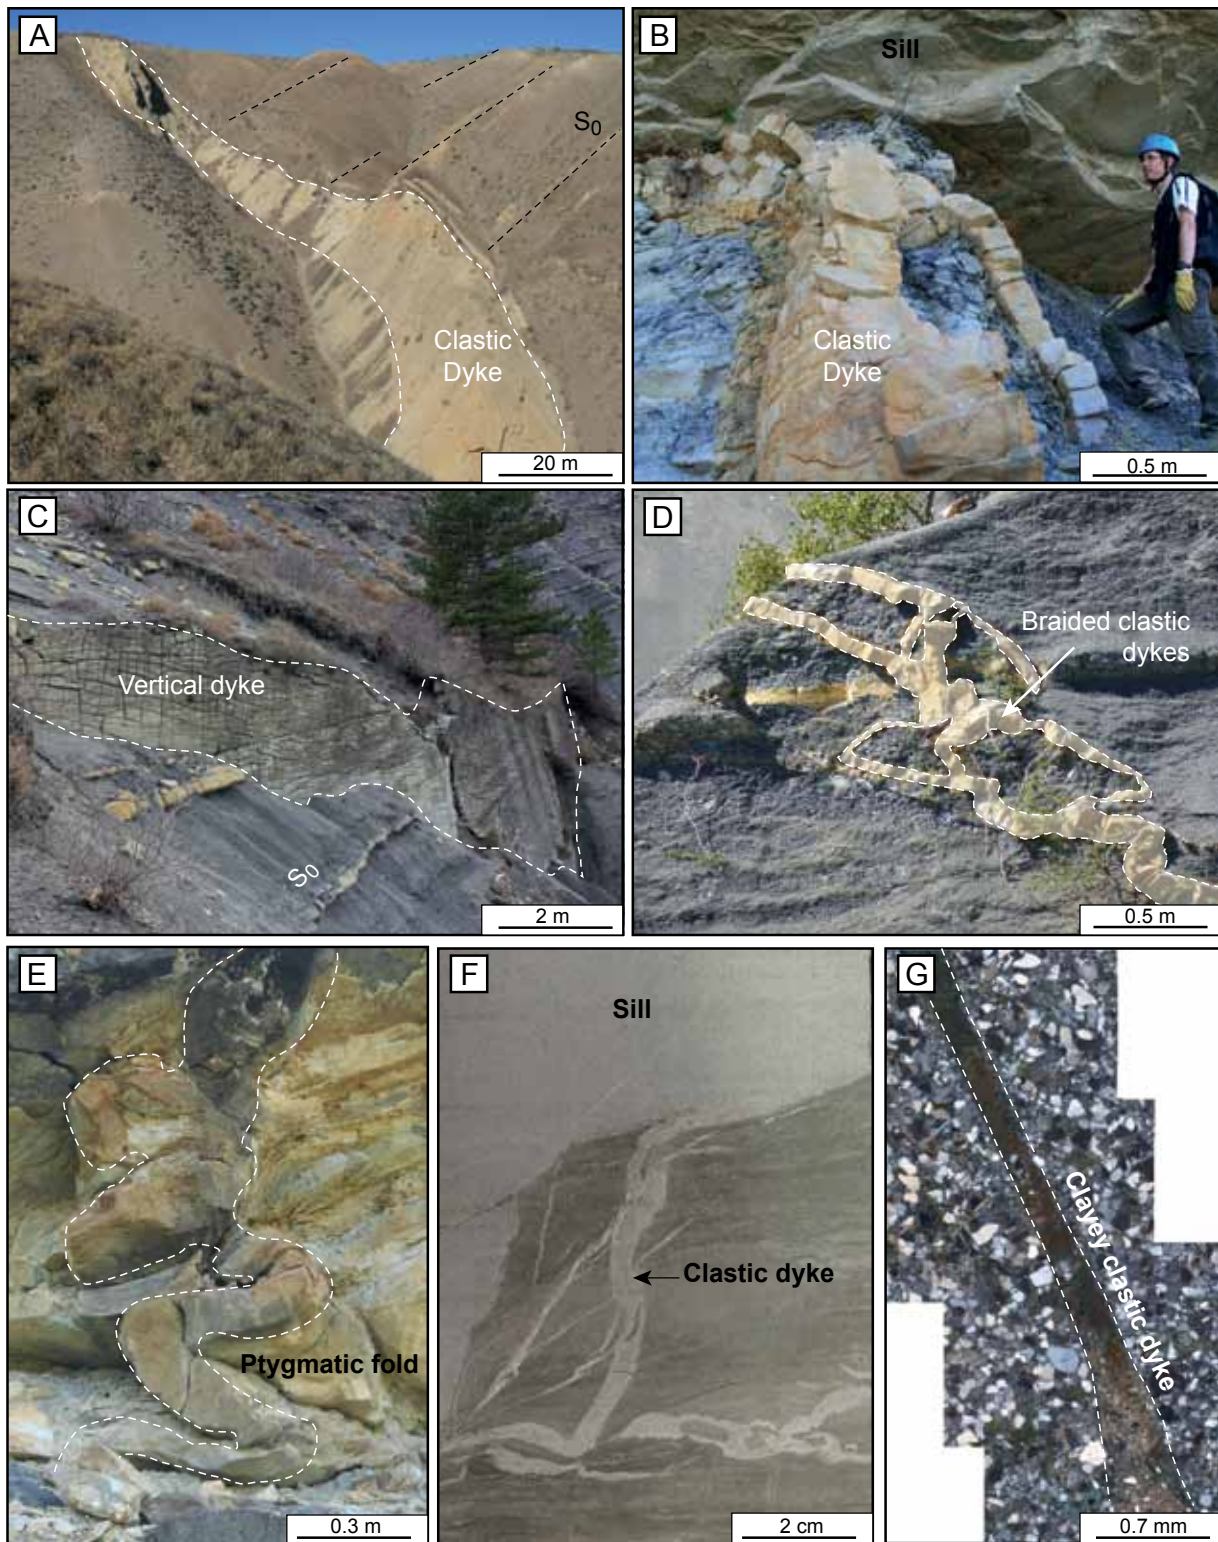 A
S0
Clastic
Dyke
20 m
B
Sill
Clastic
Dyke
0.5 m
C
Vertical dyke
S0
2 m
D
Braided clastic
dykes
0.5 m
E
Ptygmatic fold
0.3 m
F
Sill
Clastic dyke
2 cm
G
Clayey clastic dyke
0.7 mm